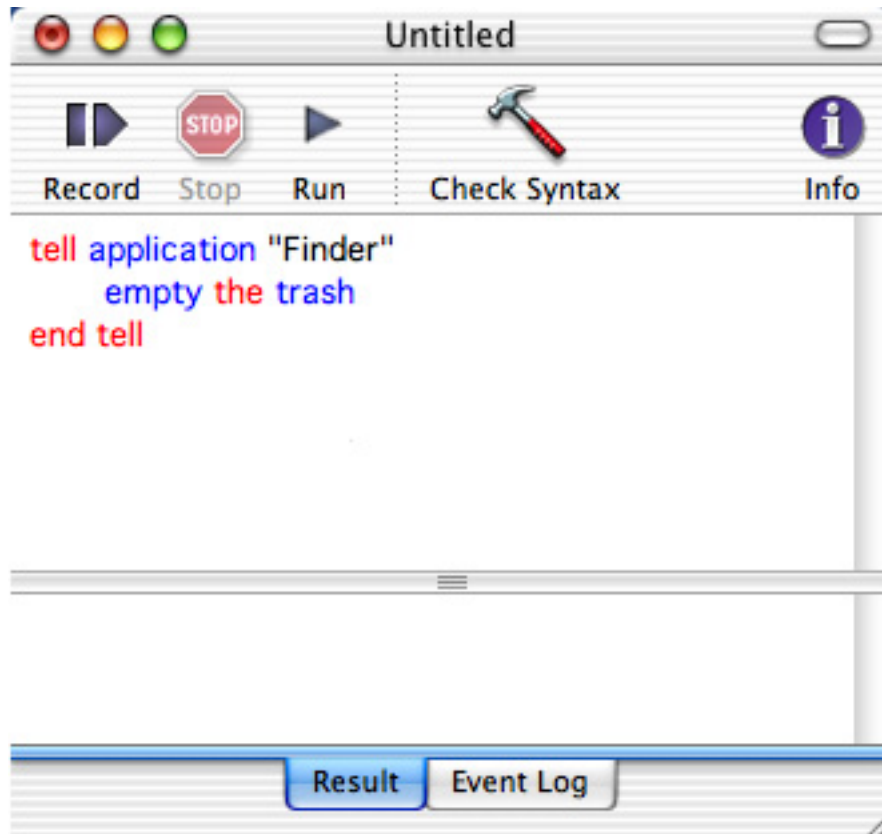 Untitled
STOP
Record Stop Run Check Syntax Info
tell application "Finder"
empty the trash
end tell
Result Event Log